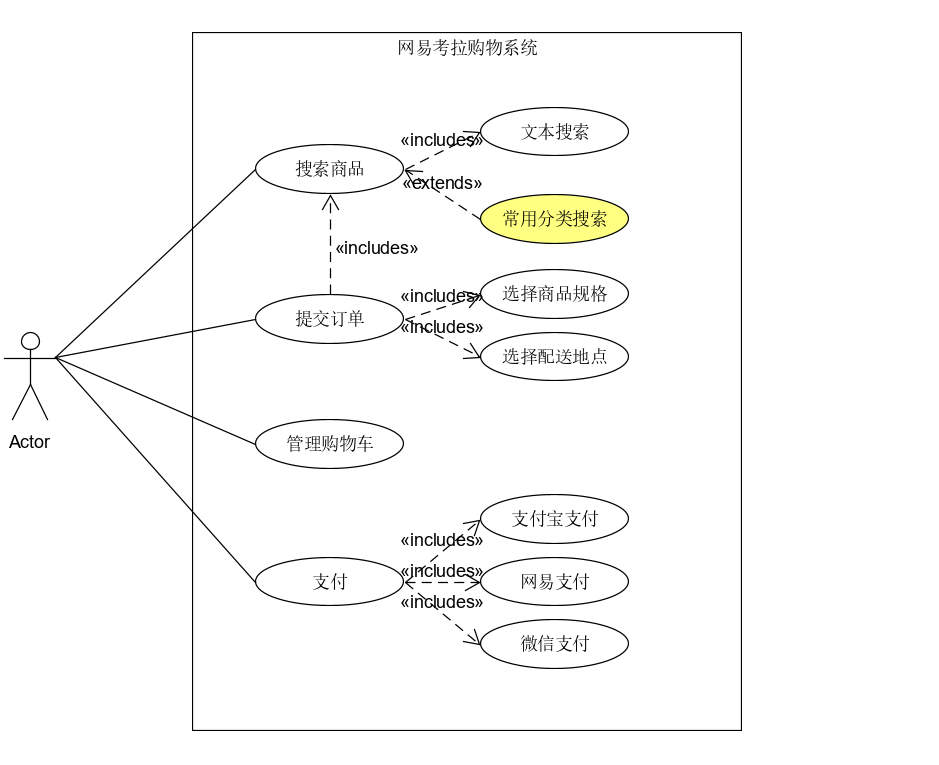 网易考拉购物系统
«includes»
文本搜索
搜索商品
«extends»
常用分类搜索
«includes»
«includes»
选择商品规格
提交订单
«includes»
选择配送地点
Actor
管理购物车
支付宝支付
«includes»
支付
«includes»
网易支付
«includes»
微信支付